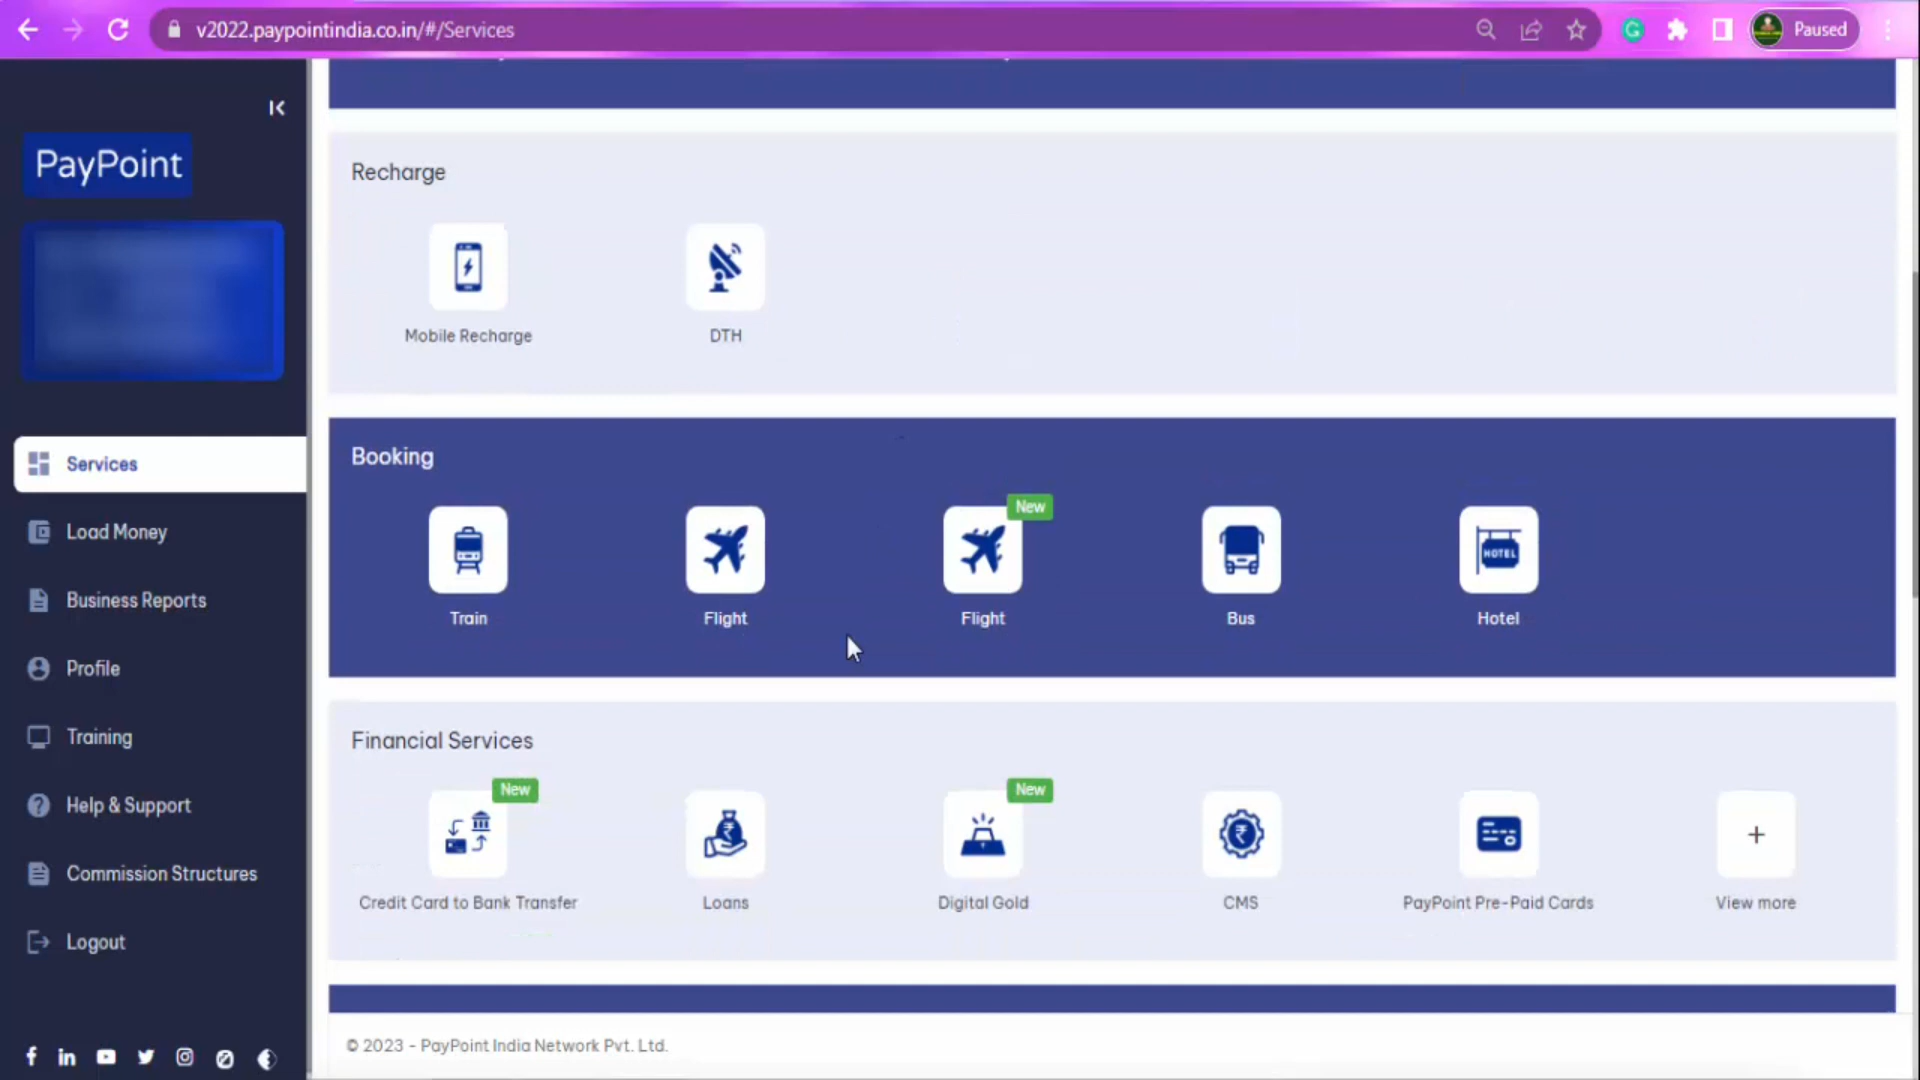 v2022.paypointindia.co.in/#/Services
Paused
PayPoint
Services
Load Money
Business Reports
Profile
Training
Help & Support
Commission Structures
Logout
Recharge
Mobile Recharge
DTH
Booking
New
Train
Flight
Flight
Bus
HOTEL
Hotel
Financial Services
New
New
Credit Card to Bank Transfer
Loans
Digital Gold
CMS
PayPoint Pre-Paid Cards
View more
© 2023 - PayPoint India Network Pvt. Ltd.